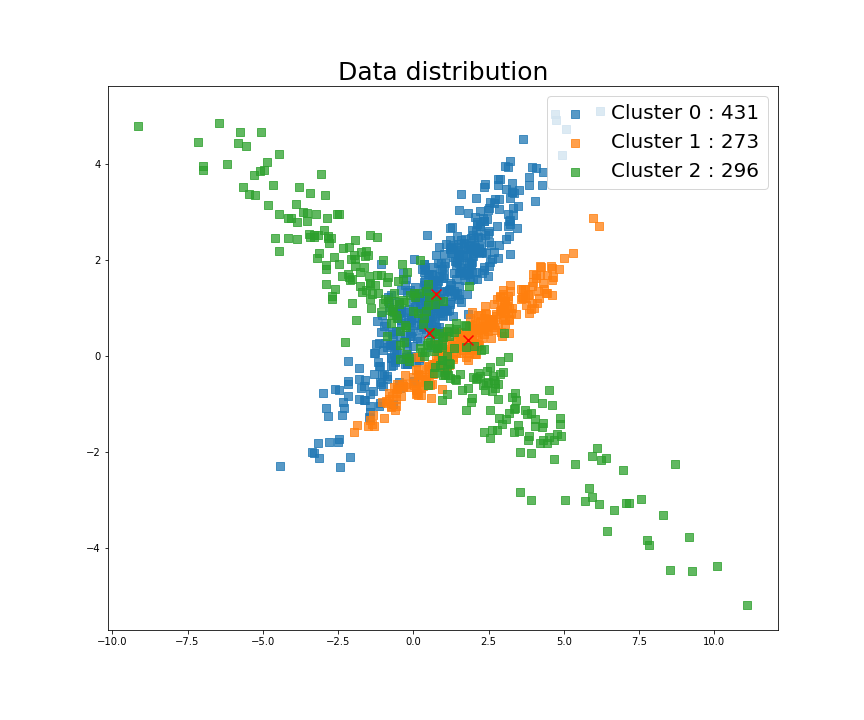 Data distribution
Cluster 0 : 431
Cluster 1 : 273
Cluster 2 : 296
4
2
0
−2
−4
−10.0 −7.5 −5.0 −2.5 0.0 2.5 5.0 7.5 10.0